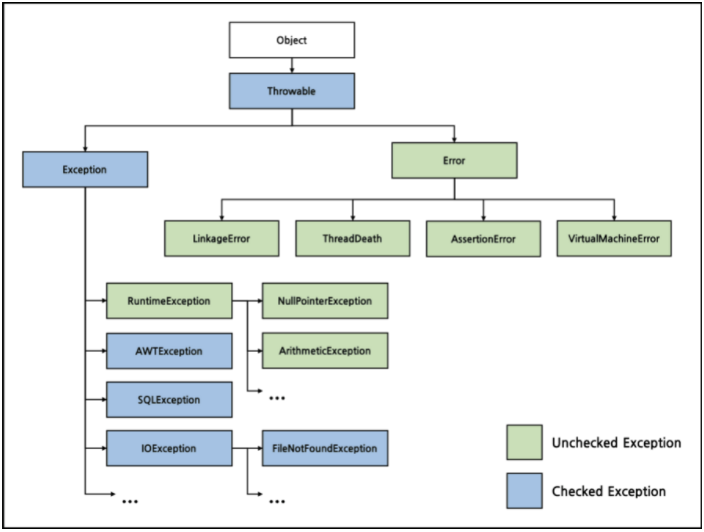 Object
Throwable
Exception
Error
LinkageError
ThreadDeath
AssertionError
VirtualMachineError
RuntimeException
NullPointerException
AWTException
ArithmeticException
SQLException
...
IOException
FileNotFoundException
...
...
Unchecked Exception
Checked Exception